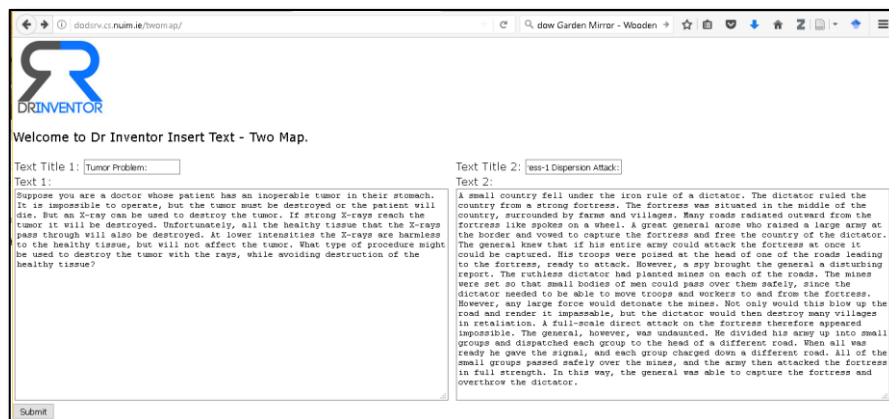 dodsrv.cs.nuim.ie/twomap/
dow Garden Mirror - Wooden
DRINVENTOR
Welcome to Dr Inventor Insert Text - Two Map.
Text Title 1: Tumor Problem:
Text 1:
Suppose you are a doctor whose patient has an inoperable tumor in their stomach.
It is impossible to operate, but the tumor must be destroyed or the patient will
die. But an X-ray can be used to destroy the tumor. If strong X-rays reach the
tumor it will be destroyed. Unfortunately, all the healthy tissue that the X-rays
pass through will also be destroyed. At lower intensities the X-rays are harmless
to the healthy tissue, but will not affect the tumor. What type of procedure might
be used to destroy the tumor with the rays, while avoiding destruction of the
healthy tissue?
Text Title 2: ress-1 Dispersion Attack:
Text 2:
A small country fell under the iron rule of a dictator. The dictator ruled the
country from a strong fortress. The fortress was situated in the middle of the
country, surrounded by farms and villages. Many roads radiated outward from the
fortress like spokes on a wheel. A great general arose who raised a large army at
the border and vowed to capture the fortress and free the country of the dictator.
The general knew that if his entire army could attack the fortress at once it
could be captured. His troops were poised at the head of one of the roads leading
to the fortress, ready to attack. However, a spy brought the general a disturbing
report. The ruthless dictator had planted mines on each of the roads. The mines
were set so that small bodies of men could pass over them safely, since the
dictator needed to be able to move troops and workers to and from the fortress.
However, any large force would detonate the mines. Not only would this blow up the
road and render it impassable, but the dictator would then destroy many villages
in retaliation. A full-scale direct attack on the fortress therefore appeared
impossible. The general, however, was undaunted. He divided his army up into small
groups and dispatched each group to the head of a different road. When all was
ready he gave the signal, and each group charged down a different road. All of the
small groups passed safely over the mines, and the army then attacked the fortress
in full strength. In this way, the general was able to capture the fortress and
overthrow the dictator.
Submit